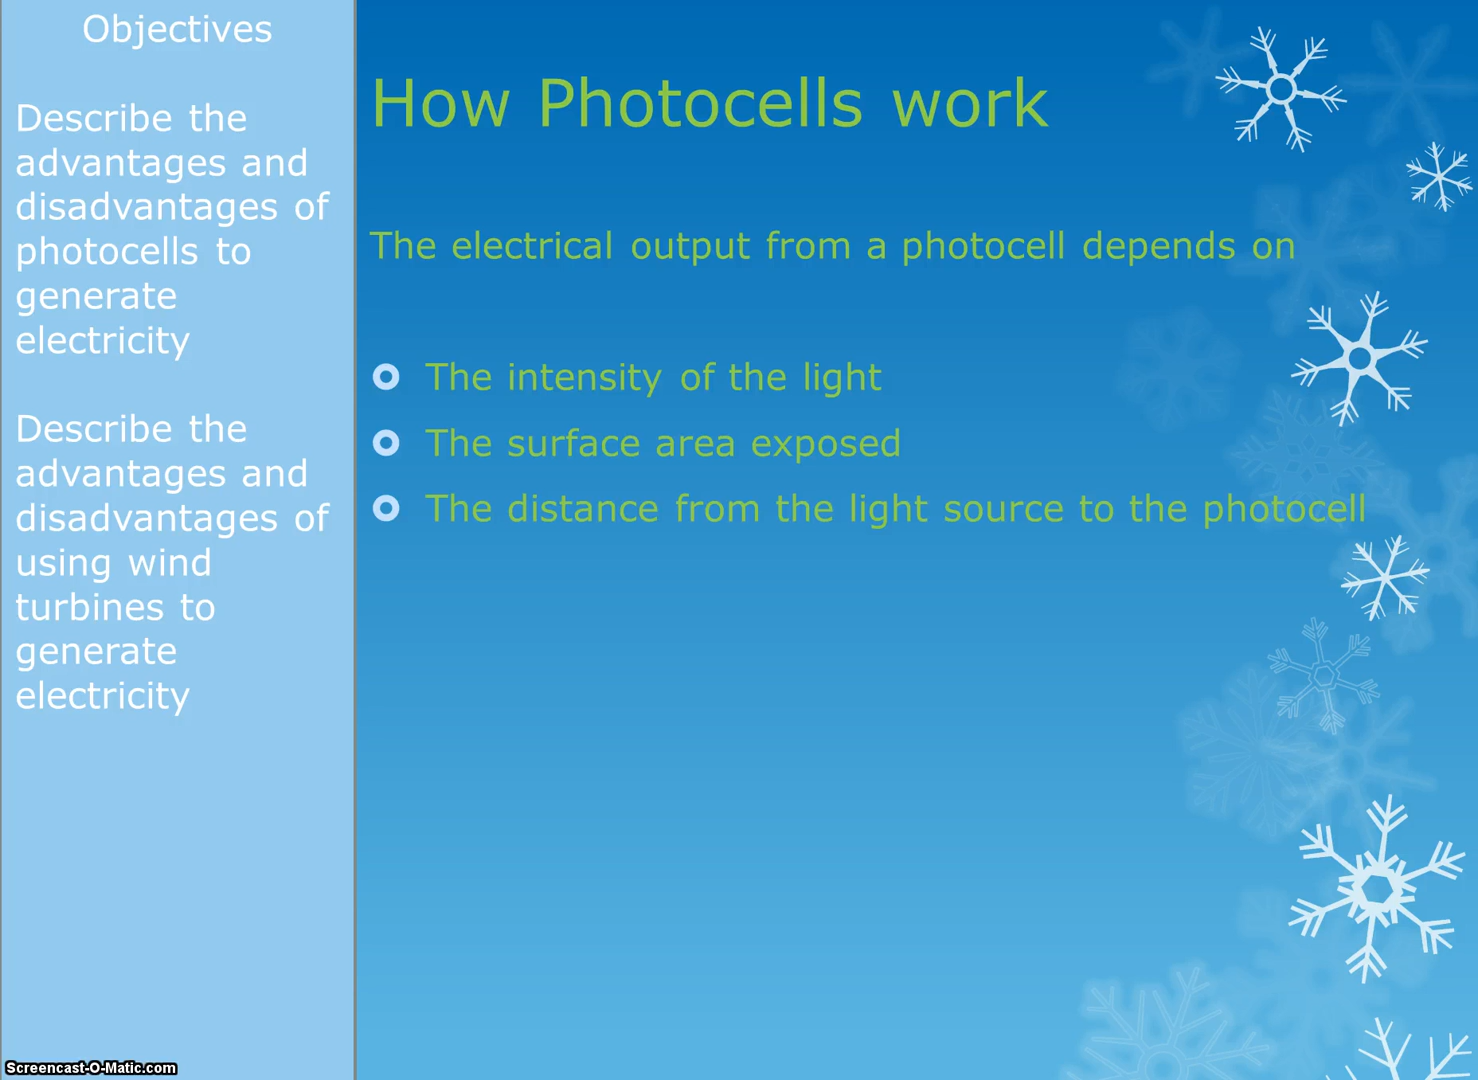 Objectives
Describe the
advantages and
disadvantages of
photocells to
generate
electricity
Describe the
advantages and
disadvantages of
using wind
turbines to
generate
electricity
How Photocells work
The electrical output from a photocell depends on
The intensity of the light
The surface area exposed
The distance from the light source to the photocell
Screencast-O-Matic.com